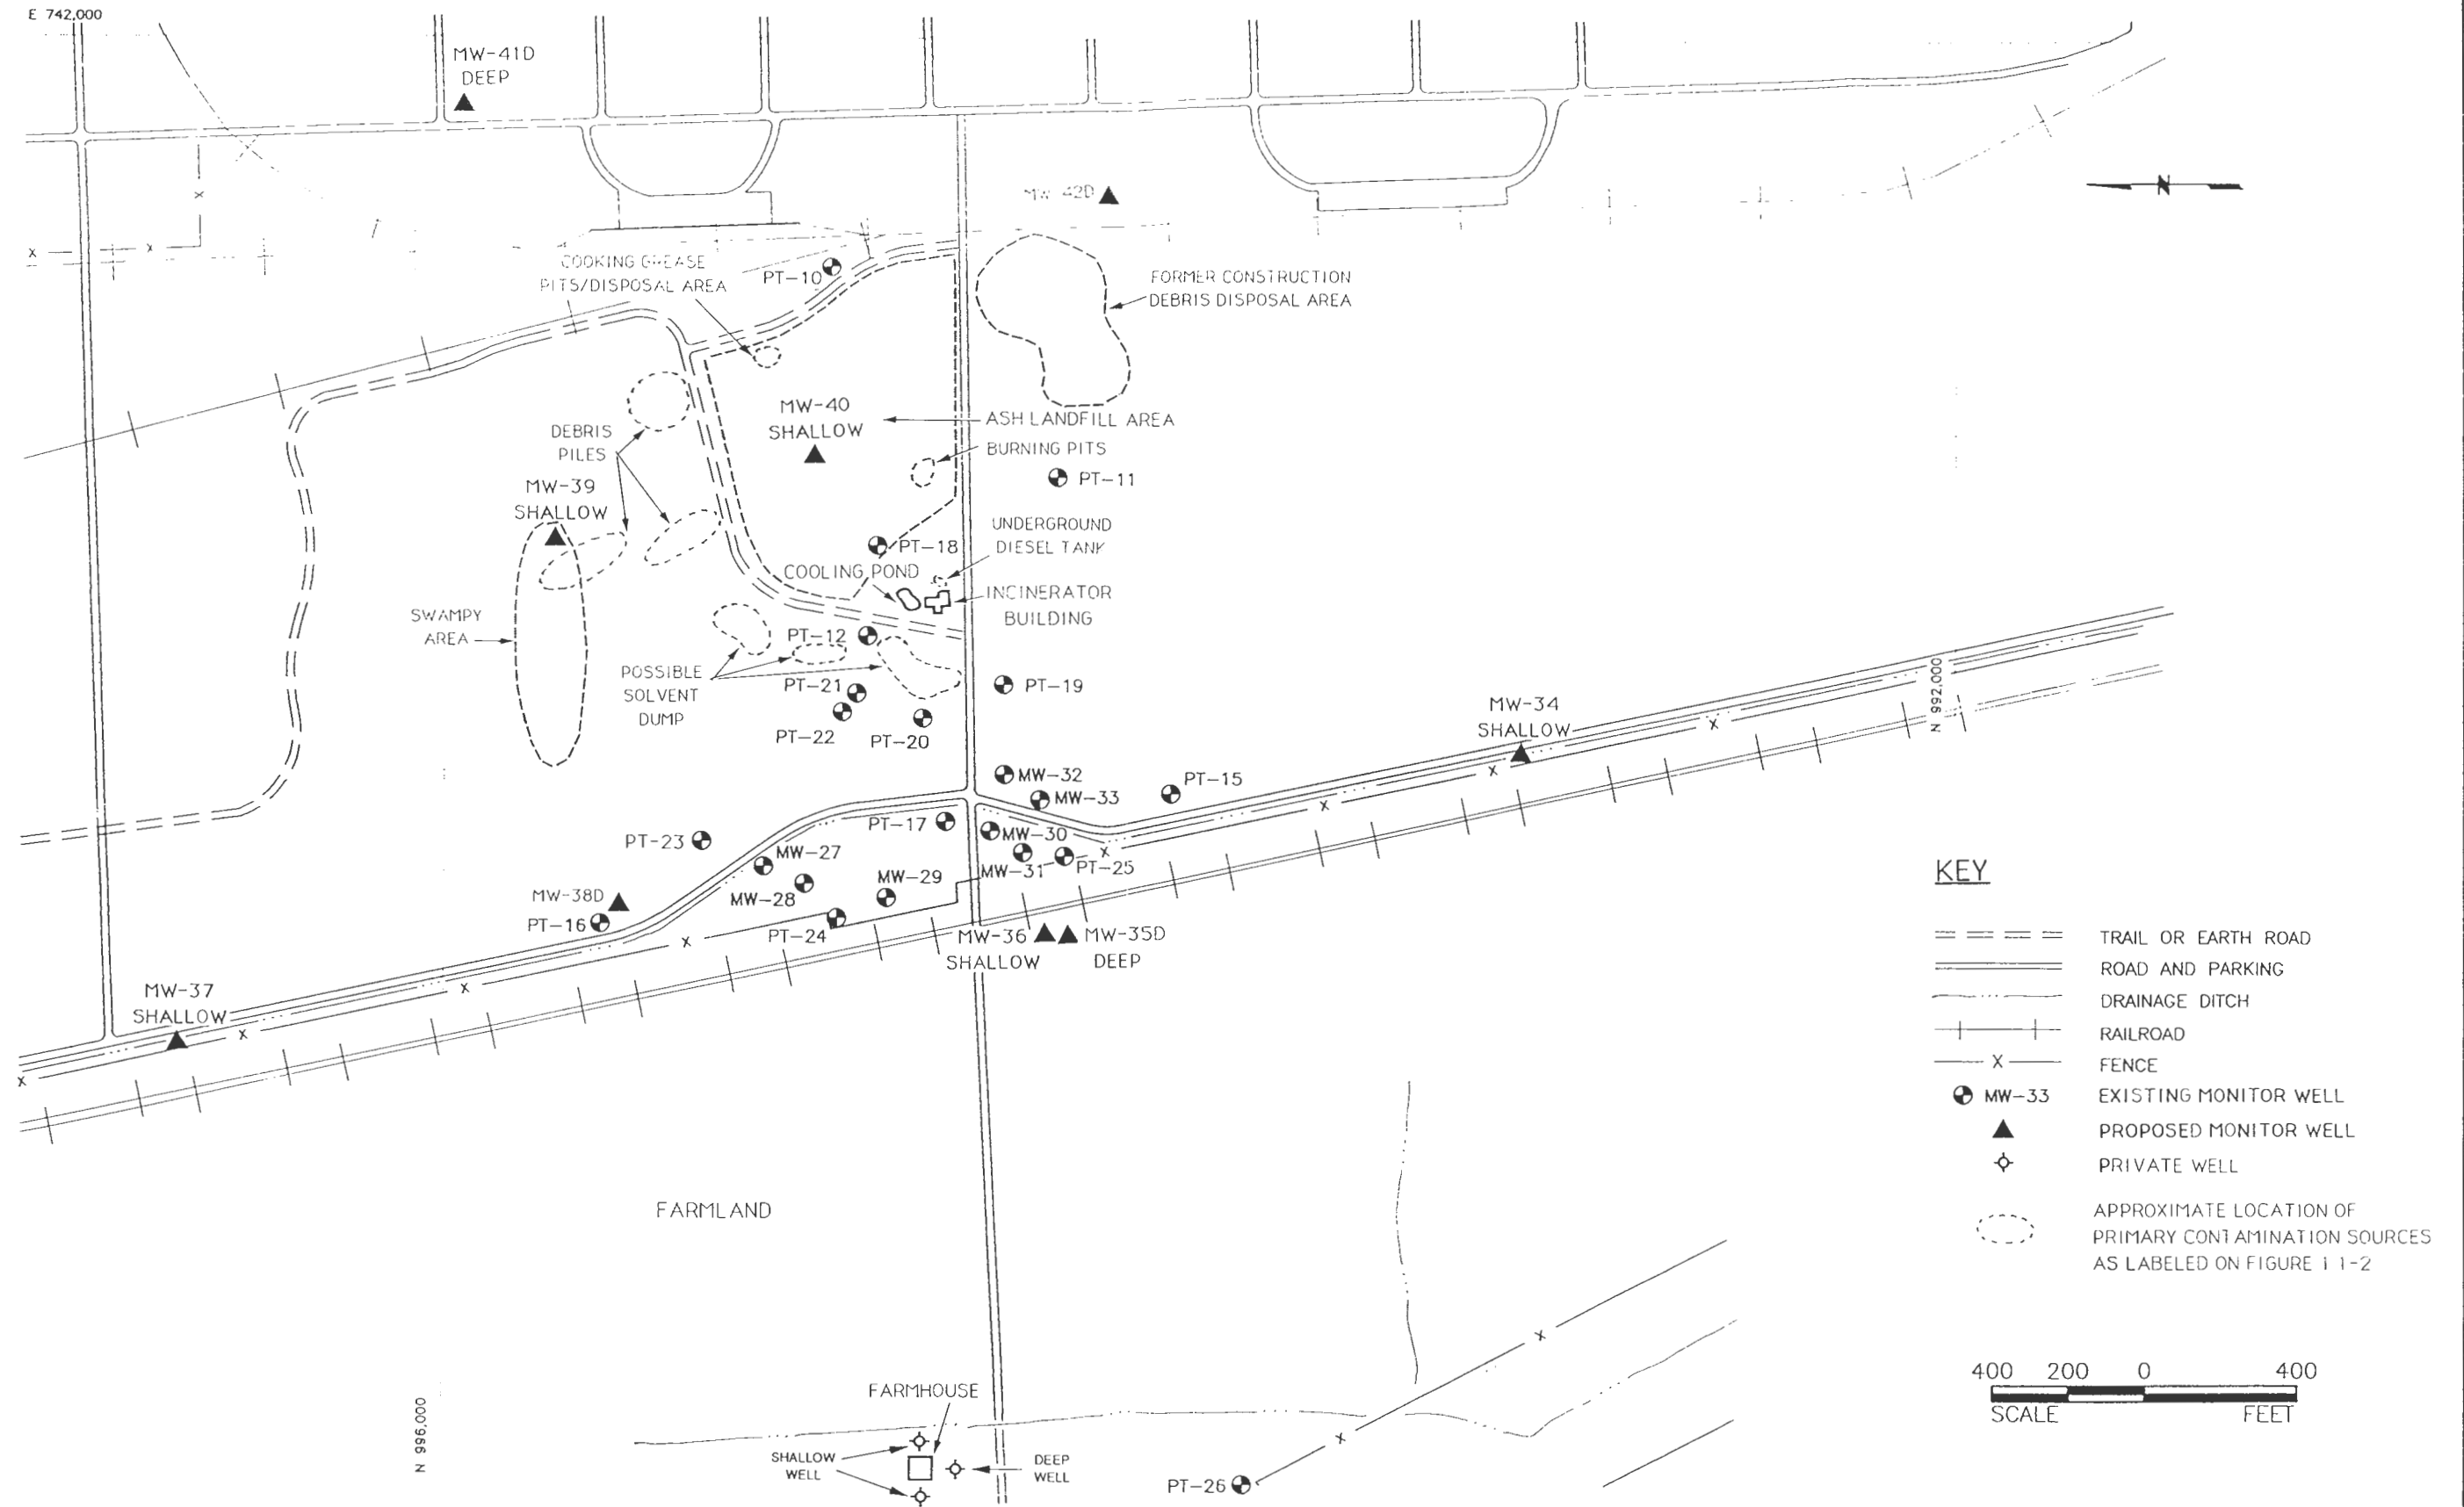 E 742,000
MW-41D
DEEP
MW-42D
N
COOKING GREASE
PITS/DISPOSAL AREA
PT-10
FORMER CONSTRUCTION
DEBRIS DISPOSAL AREA
MW-40
SHALLOW
ASH LANDFILL AREA
DEBRIS
PILES
BURNING PITS
PT-11
MW-39
SHALLOW
UNDERGROUND
DIESEL TANK
PT-18
COOLING POND
INCINERATOR
BUILDING
SWAMPY
AREA
PT-12
POSSIBLE
SOLVENT
DUMP
PT-21
PT-19
PT-22
PT-20
MW-34
SHALLOW
N 992,000
MW-32
PT-15
MW-33
PT-17
MW-30
PT-23
MW-27
MW-31
PT-25
MW-29
MW-28
MW-38D
PT-16
PT-24
MW-36
SHALLOW
MW-35D
DEEP
MW-37
SHALLOW
X
X
X
X
X
X
X
X
X
X
X
X
X
X
KEY
TRAIL OR EARTH ROAD
ROAD AND PARKING
DRAINAGE DITCH
RAILROAD
X
FENCE
MW-33
EXISTING MONITOR WELL
PROPOSED MONITOR WELL
PRIVATE WELL
APPROXIMATE LOCATION OF
PRIMARY CONTAMINATION SOURCES
AS LABELED ON FIGURE 1 1-2
FARMLAND
400 200 0 400
SCALE FEET
N 996,000
FARMHOUSE
SHALLOW
WELL
DEEP
WELL
PT-26